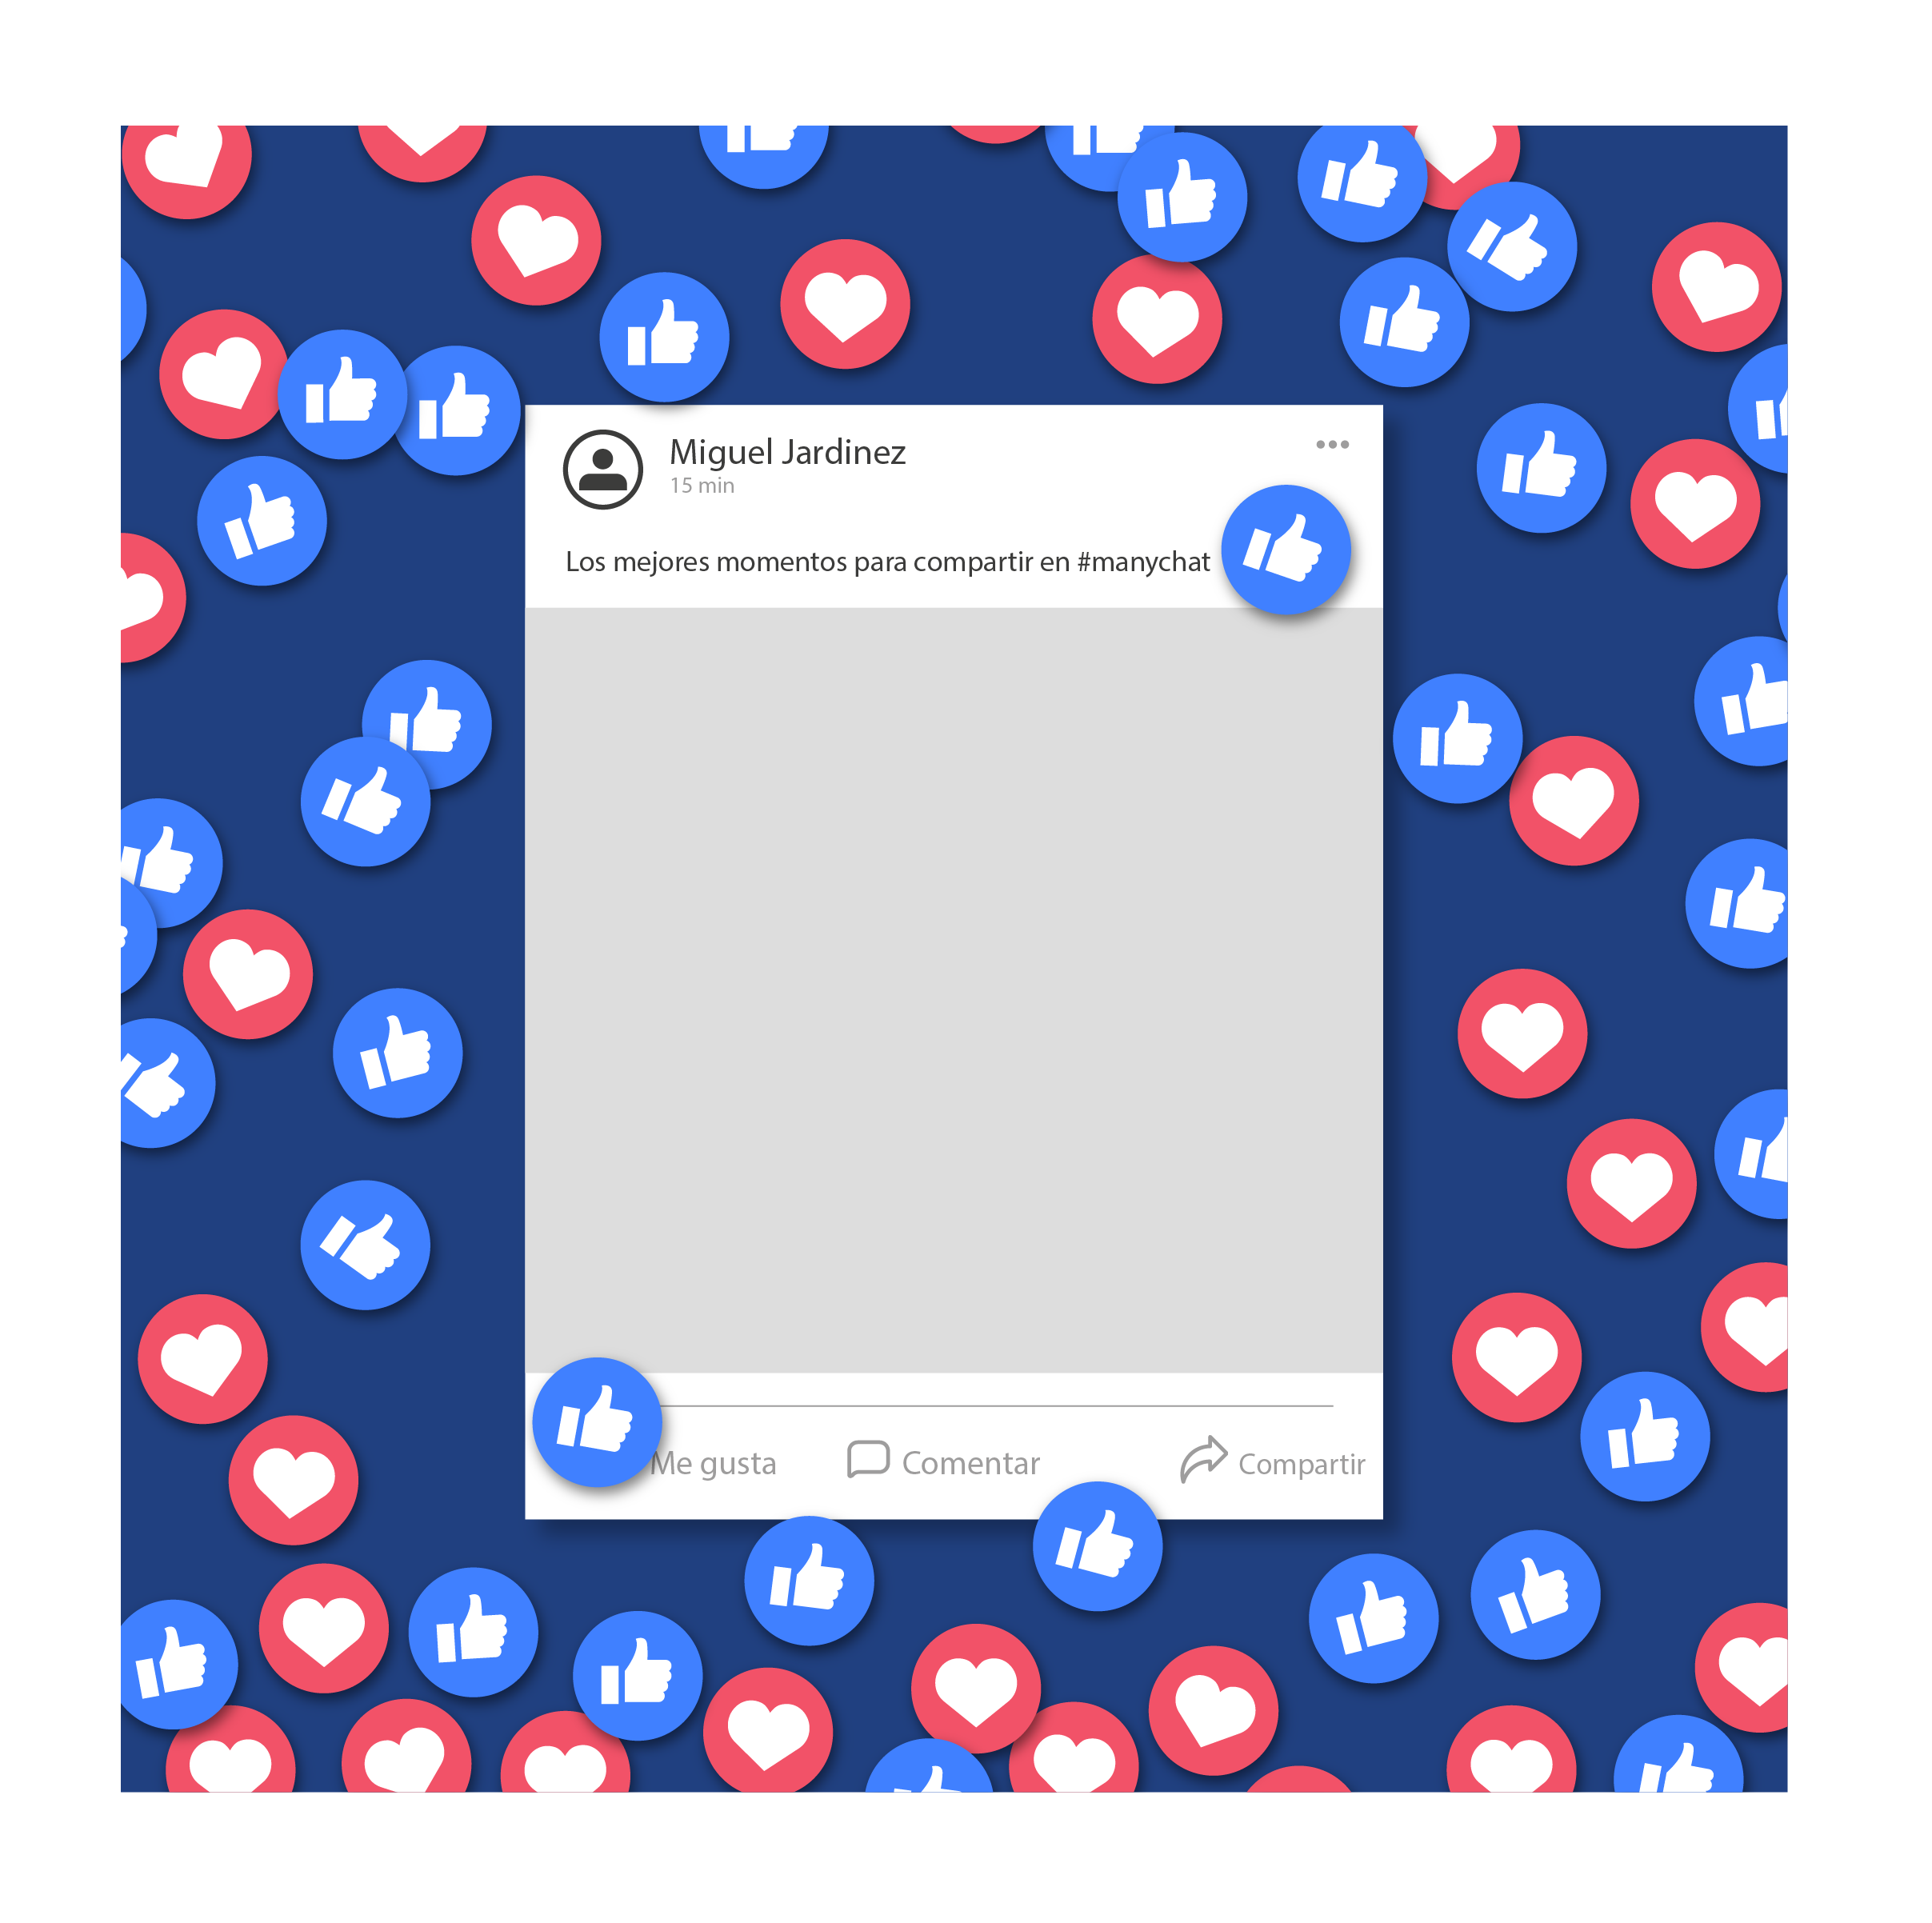 Miguel Jardinez
15 min
Los mejores momentos para compartir en #manychat
Me gusta
Comentar
Compartir